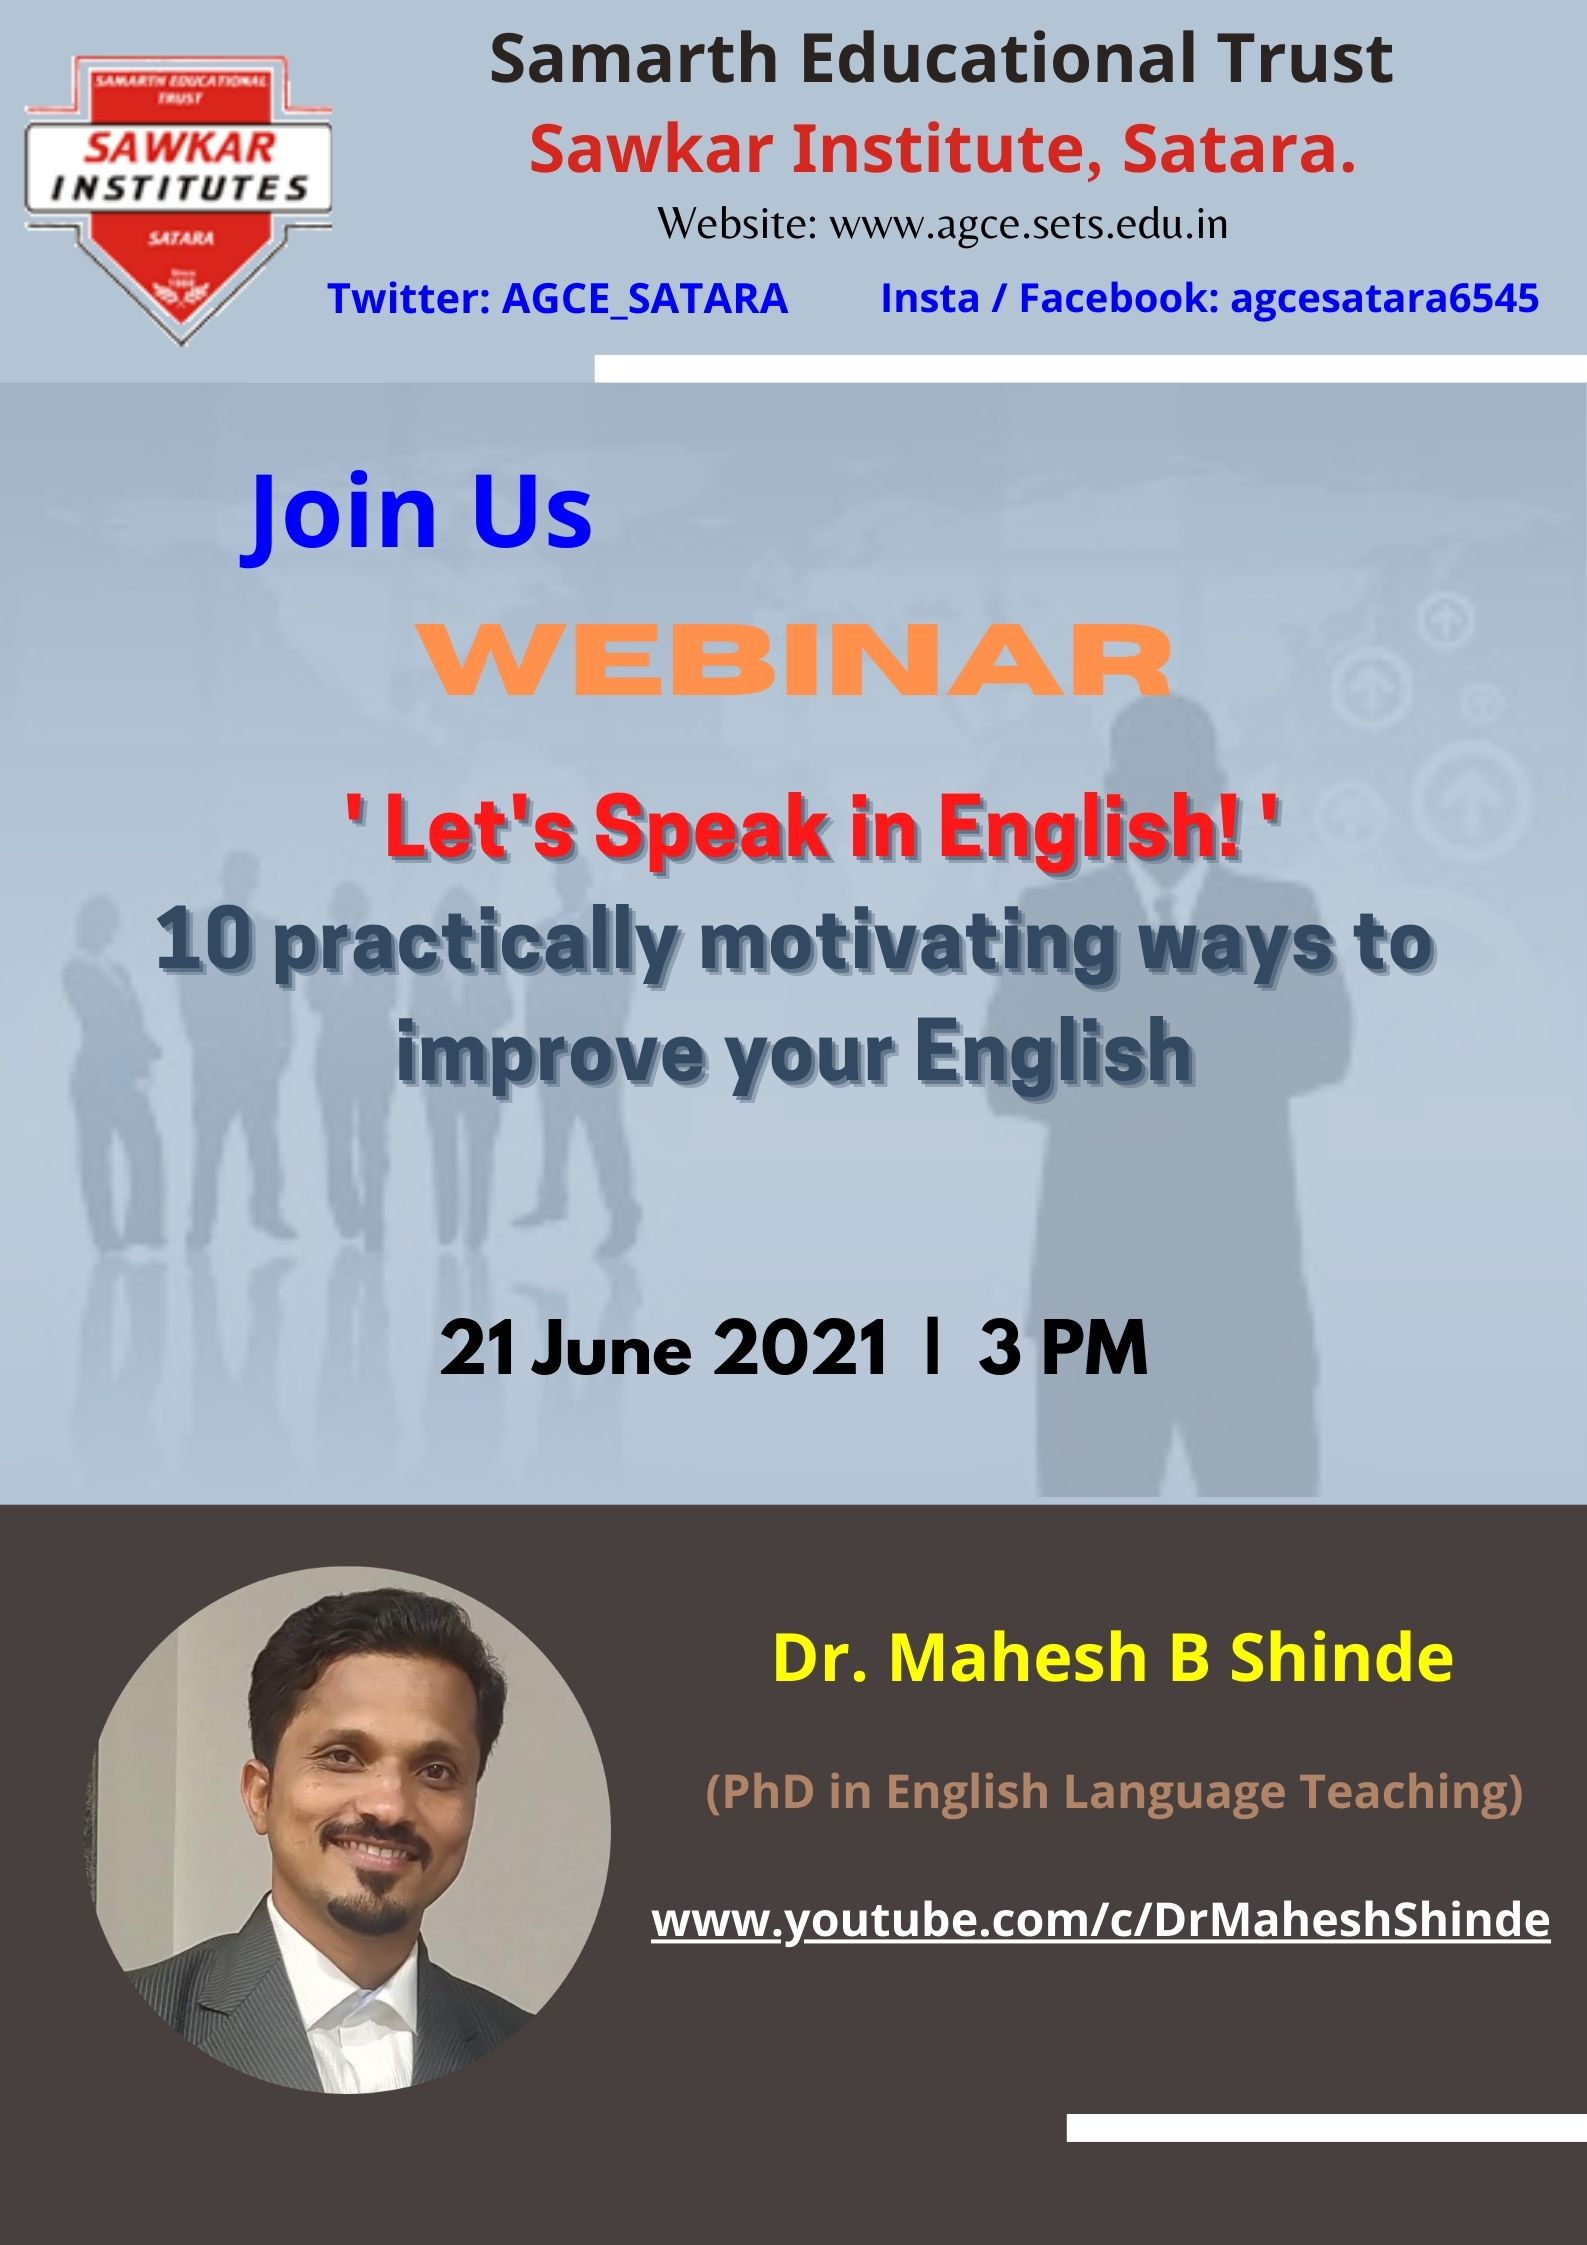 SAMARTH EDUCATIONAL
TRUST
SAWKAR
INSTITUTES
SATARA
Since
Samarth Educational Trust
Sawkar Institute, Satara.
Website: www.agce.sets.edu.in
Twitter: AGCE_SATARA
Insta / Facebook: agcesatara6545
Join Us
WEBINAR
' Let's Speak in English! '
10 practically motivating ways to
improve your English
21 June 2021 | 3 PM
Dr. Mahesh B Shinde
(PhD in English Language Teaching)
www.youtube.com/c/DrMaheshShinde